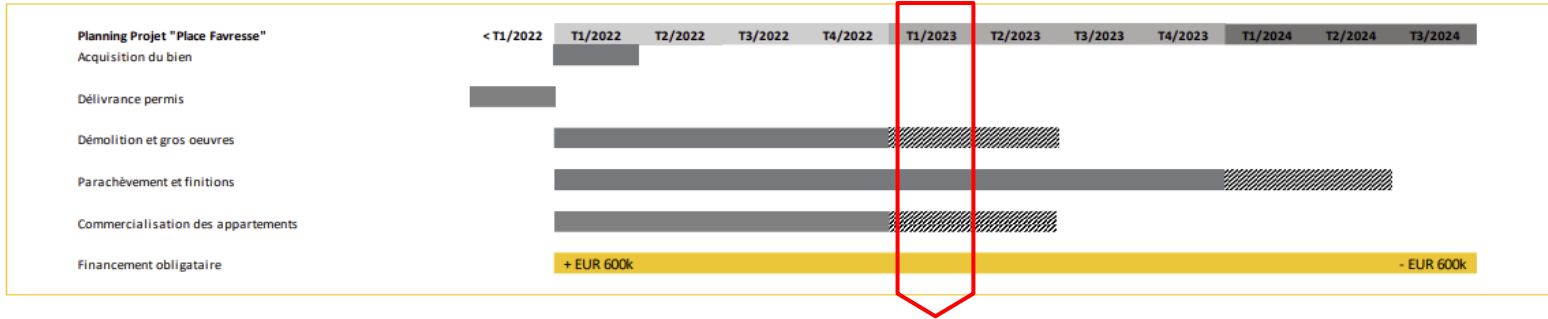 Planning Projet "Place Favresse" < T1/2022 T1/2022 T2/2022 T3/2022 T4/2022 T1/2023 T2/2023 T3/2023 T4/2023 T1/2024 T2/2024 T3/2024
Acquisition du bien
Délivrance permis
Démolition et gros oeuvres
Parachèvement et finitions
Commercialisation des appartements
Financement obligataire + EUR 600k - EUR 600k